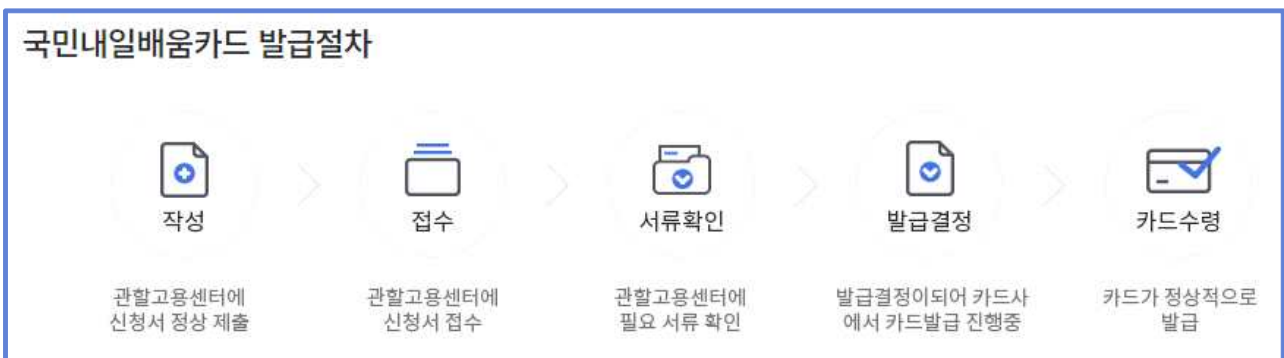 국민내일배움카드 발급절차
작성
접수
서류확인
발급결정
카드수령
관할고용센터에
신청서 정상 제출
관할고용센터에
신청서 접수
관할고용센터에
필요 서류 확인
발급결정이되어 카드사
에서 카드발급 진행중
카드가 정상적으로
발급